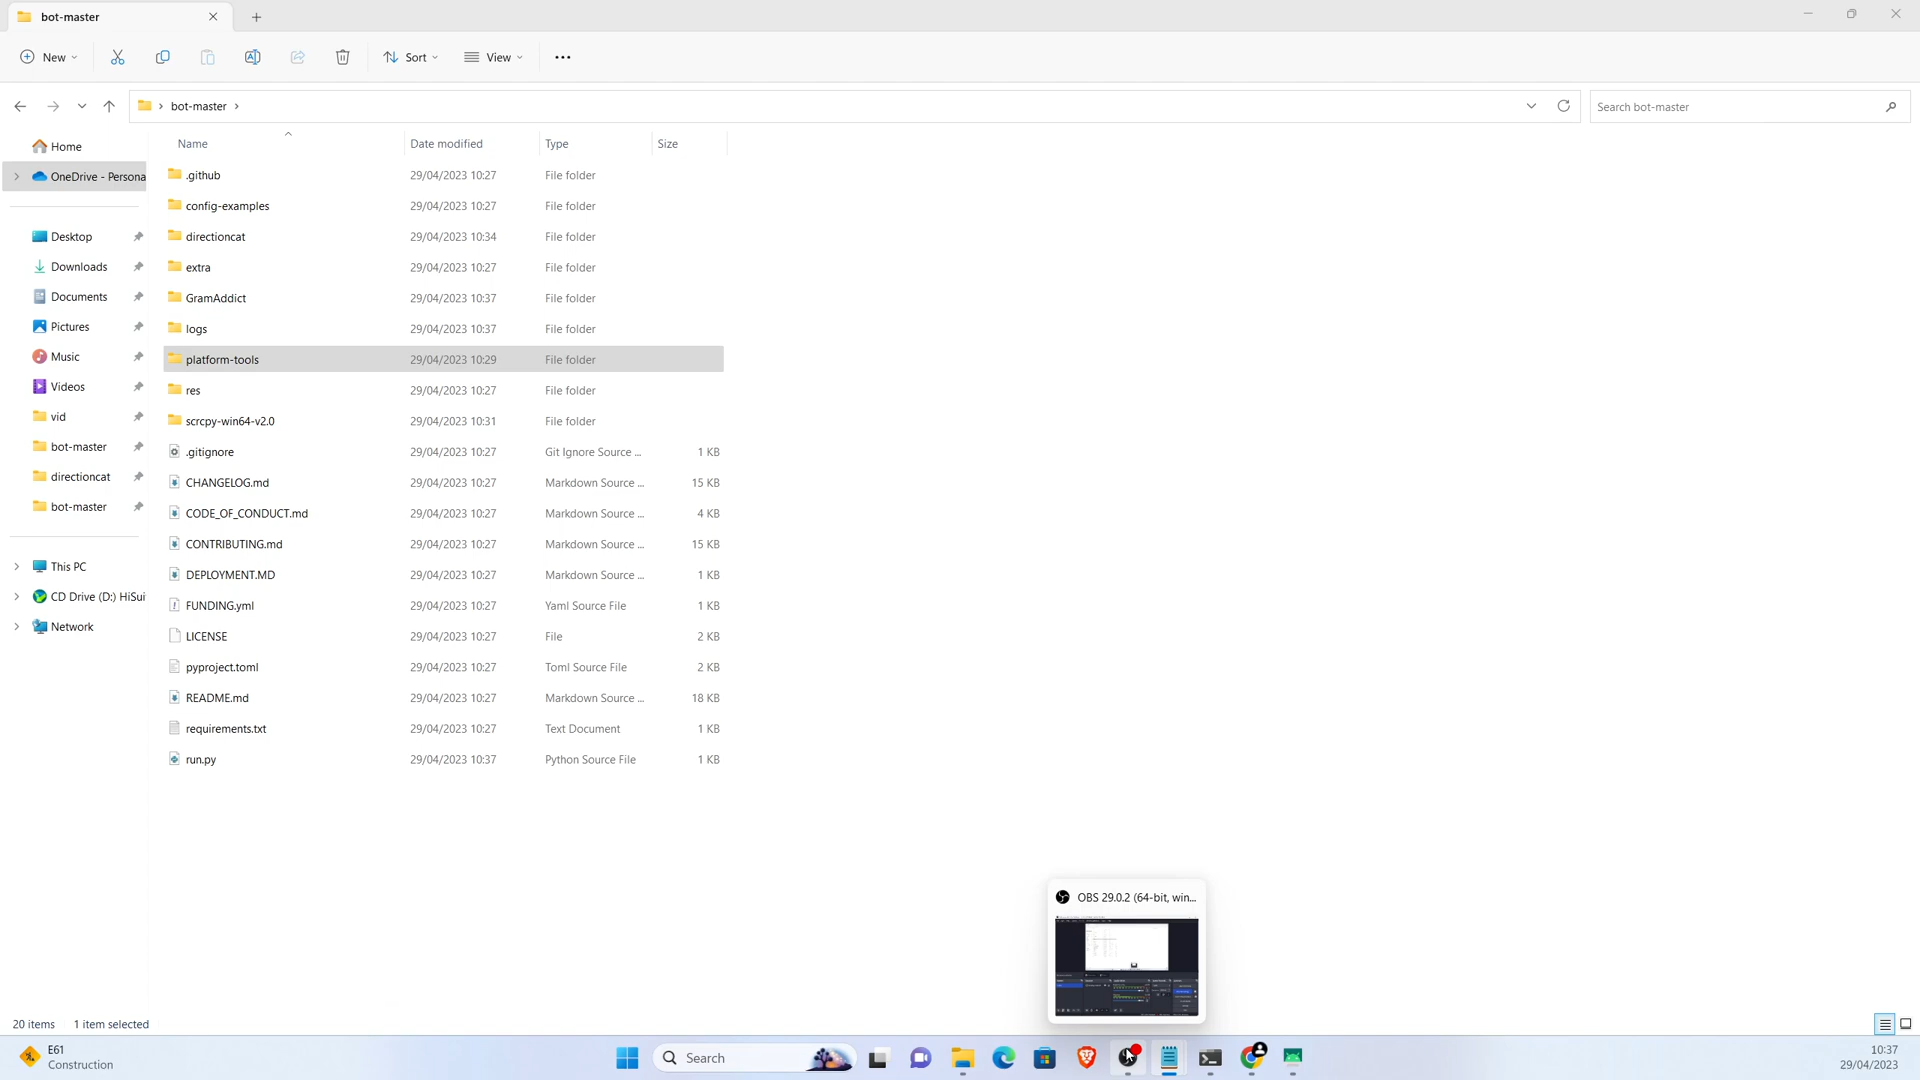 bot-master
New
Sort
View
bot-master
Search bot-master
Home
OneDrive - Persona
Desktop
Downloads
Documents
Pictures
Music
Videos
vid
bot-master
directioncat
bot-master
This PC
CD Drive (D:) HiSui
Network
Name Date modified Type Size
.github 29/04/2023 10:27 File folder
config-examples 29/04/2023 10:27 File folder
directioncat 29/04/2023 10:34 File folder
extra 29/04/2023 10:27 File folder
GramAddict 29/04/2023 10:37 File folder
logs 29/04/2023 10:37 File folder
platform-tools 29/04/2023 10:29 File folder
res 29/04/2023 10:27 File folder
scrcpy-win64-v2.0 29/04/2023 10:31 File folder
.gitignore 29/04/2023 10:27 Git Ignore Source ... 1 KB
CHANGELOG.md 29/04/2023 10:27 Markdown Source ... 15 KB
CODE_OF_CONDUCT.md 29/04/2023 10:27 Markdown Source ... 4 KB
CONTRIBUTING.md 29/04/2023 10:27 Markdown Source ... 15 KB
DEPLOYMENT.MD 29/04/2023 10:27 Markdown Source ... 1 KB
FUNDING.yml 29/04/2023 10:27 Yaml Source File 1 KB
LICENSE 29/04/2023 10:27 File 2 KB
pyproject.toml 29/04/2023 10:27 Toml Source File 2 KB
README.md 29/04/2023 10:27 Markdown Source ... 18 KB
requirements.txt 29/04/2023 10:27 Text Document 1 KB
run.py 29/04/2023 10:37 Python Source File 1 KB
OBS 29.0.2 (64-bit, win...
20 items 1 item selected
E61
Construction
Search
10:37
29/04/2023